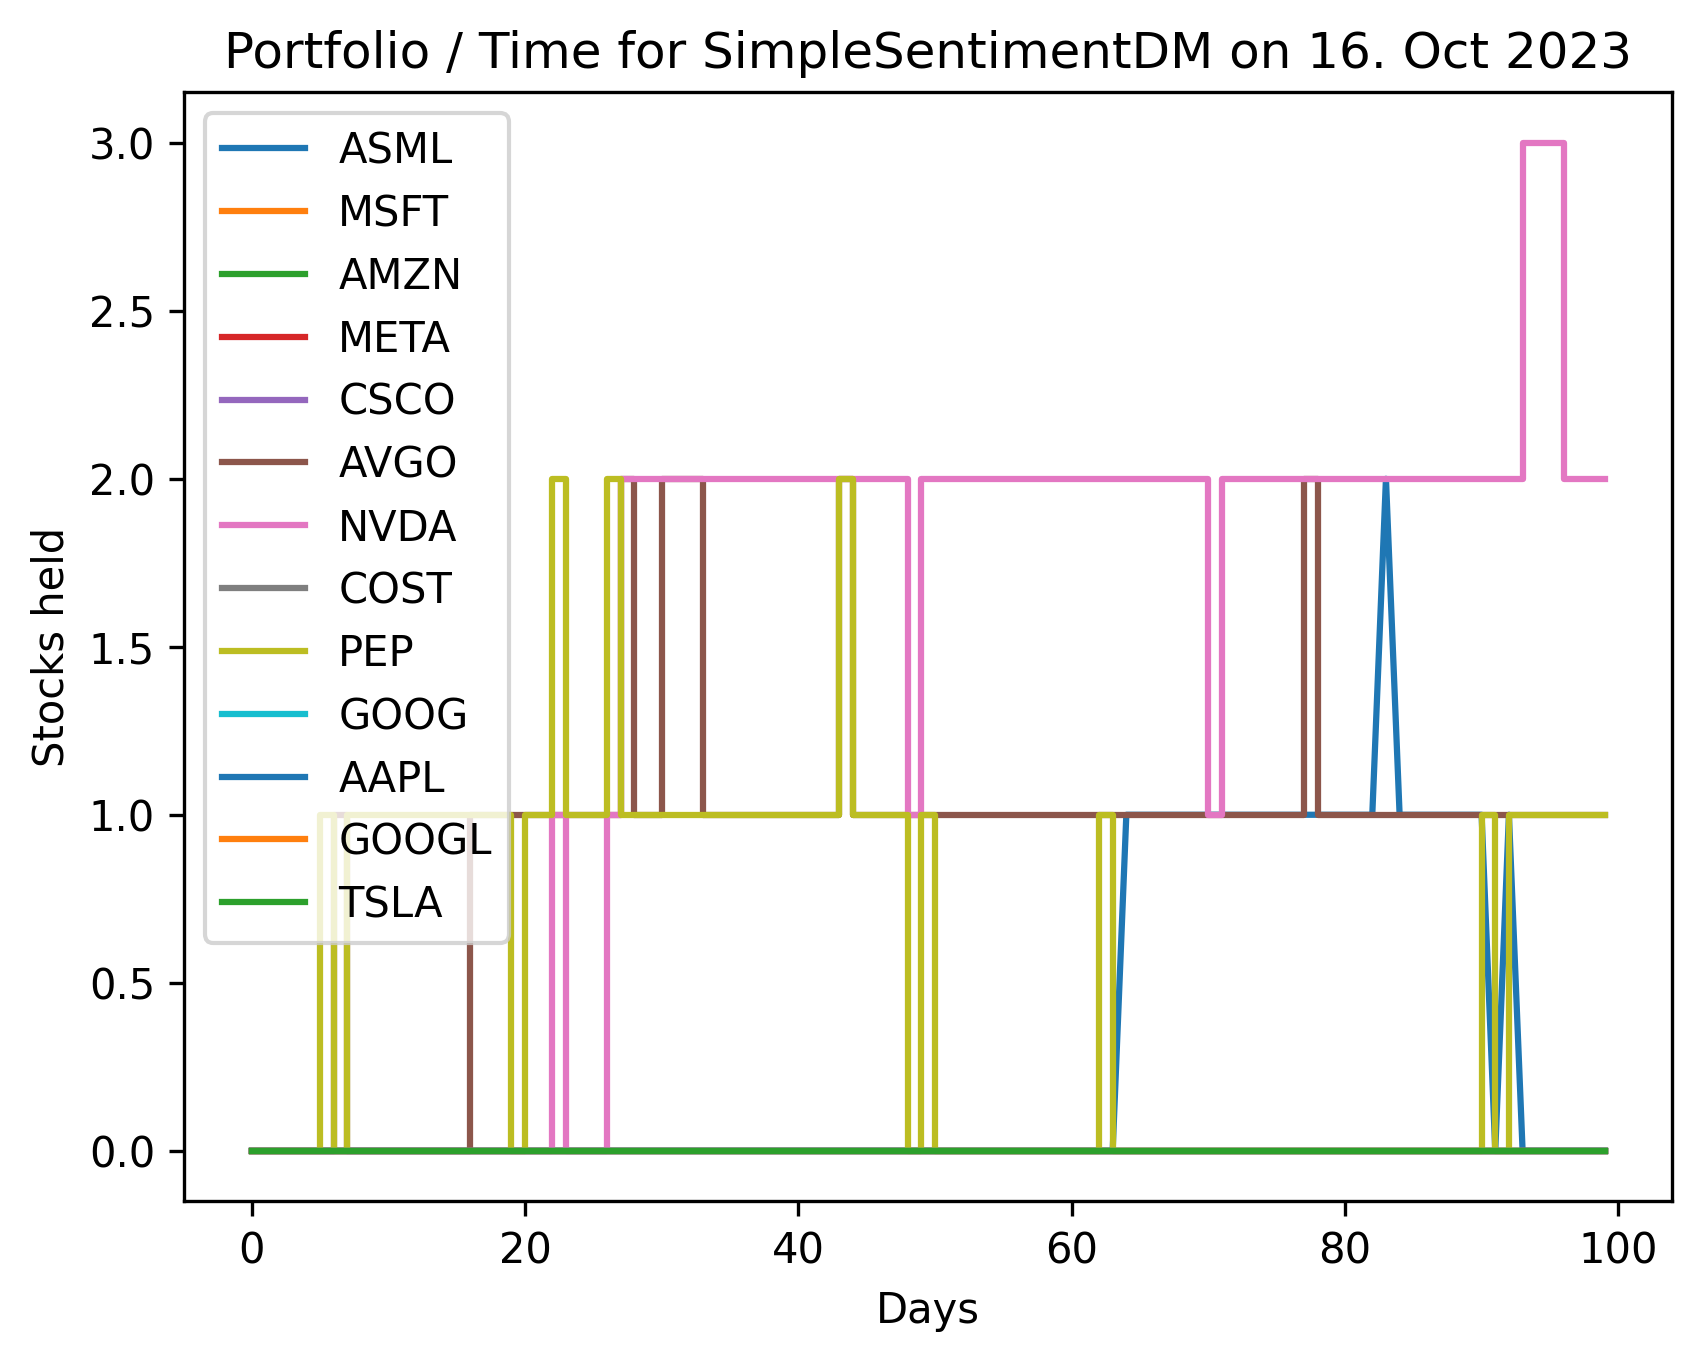 Portfolio / Time for SimpleSentimentDM on 16. Oct 2023
3.0
2.5
2.0
1.5
1.0
0.5
0.0
Stocks held
ASML
MSFT
AMZN
META
CSCO
AVGO
NVDA
COST
PEP
GOOG
AAPL
GOOGL
TSLA
0 20 40 60 80 100
Days